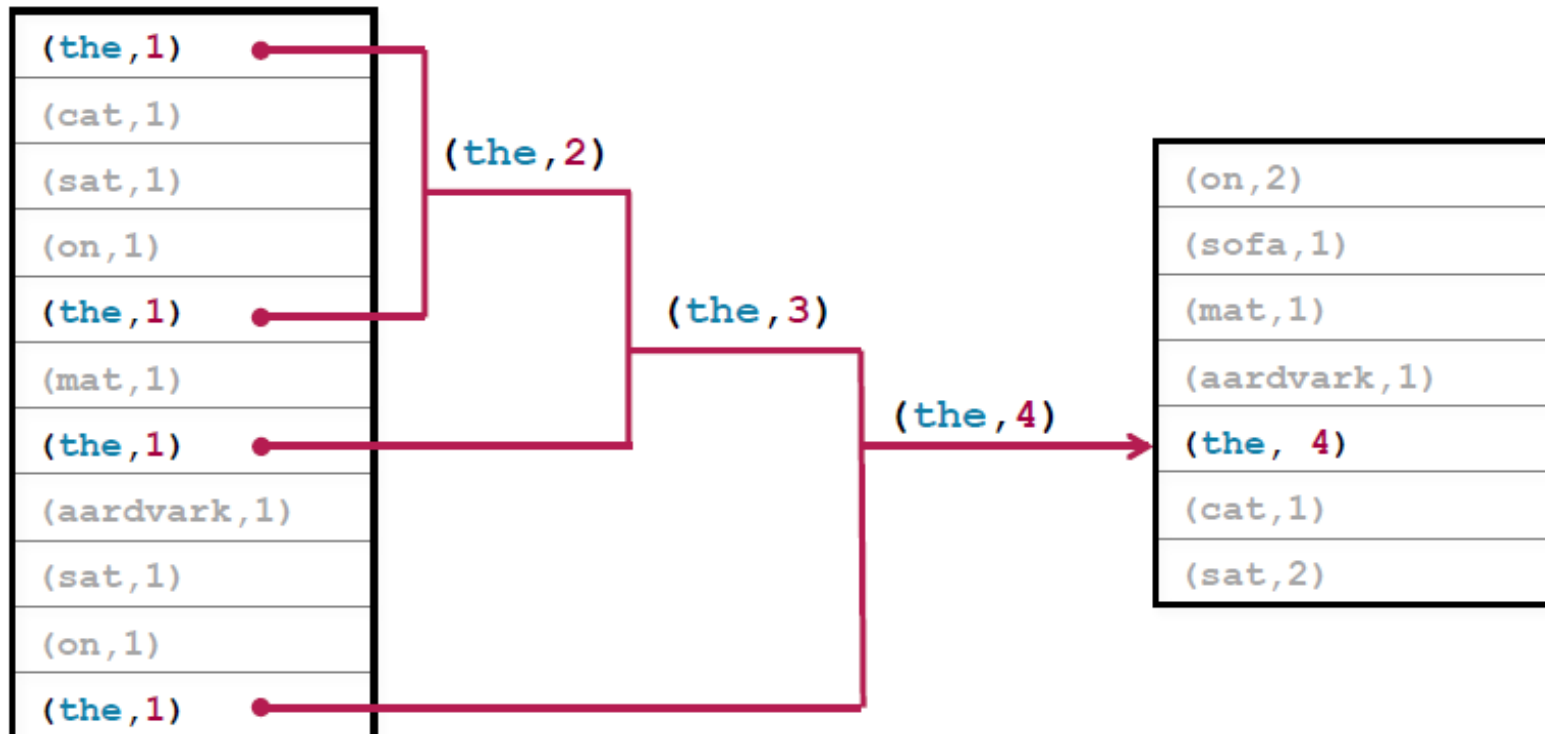 (the,1)
(cat,1)
(sat,1)
(on,1)
(the,1)
(mat,1)
(the,1)
(aardvark,1)
(sat,1)
(on,1)
(the,1)
(the,2)
(the,3)
(the,4)
(on,2)
(sofa,1)
(mat,1)
(aardvark,1)
(the, 4)
(cat,1)
(sat,2)